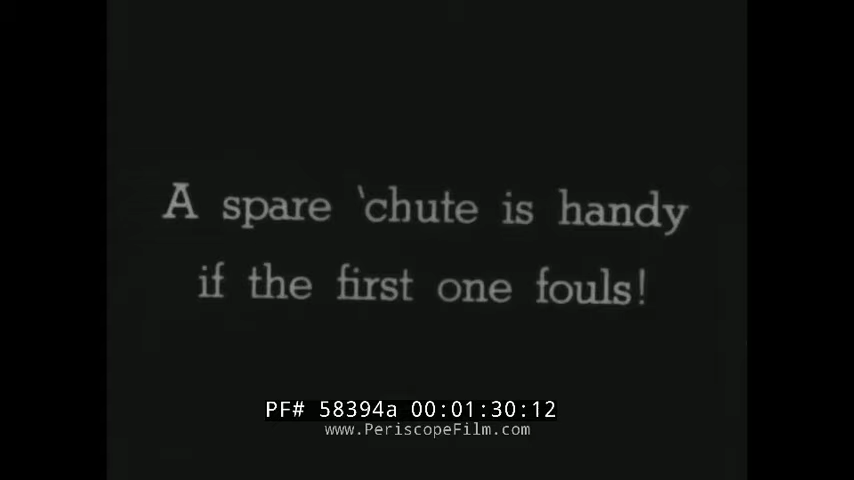 A spare ‘chute is handy
if the first one fouls!
PF# 58394a 00:01:30:12
www.PeriscopeFilm.com